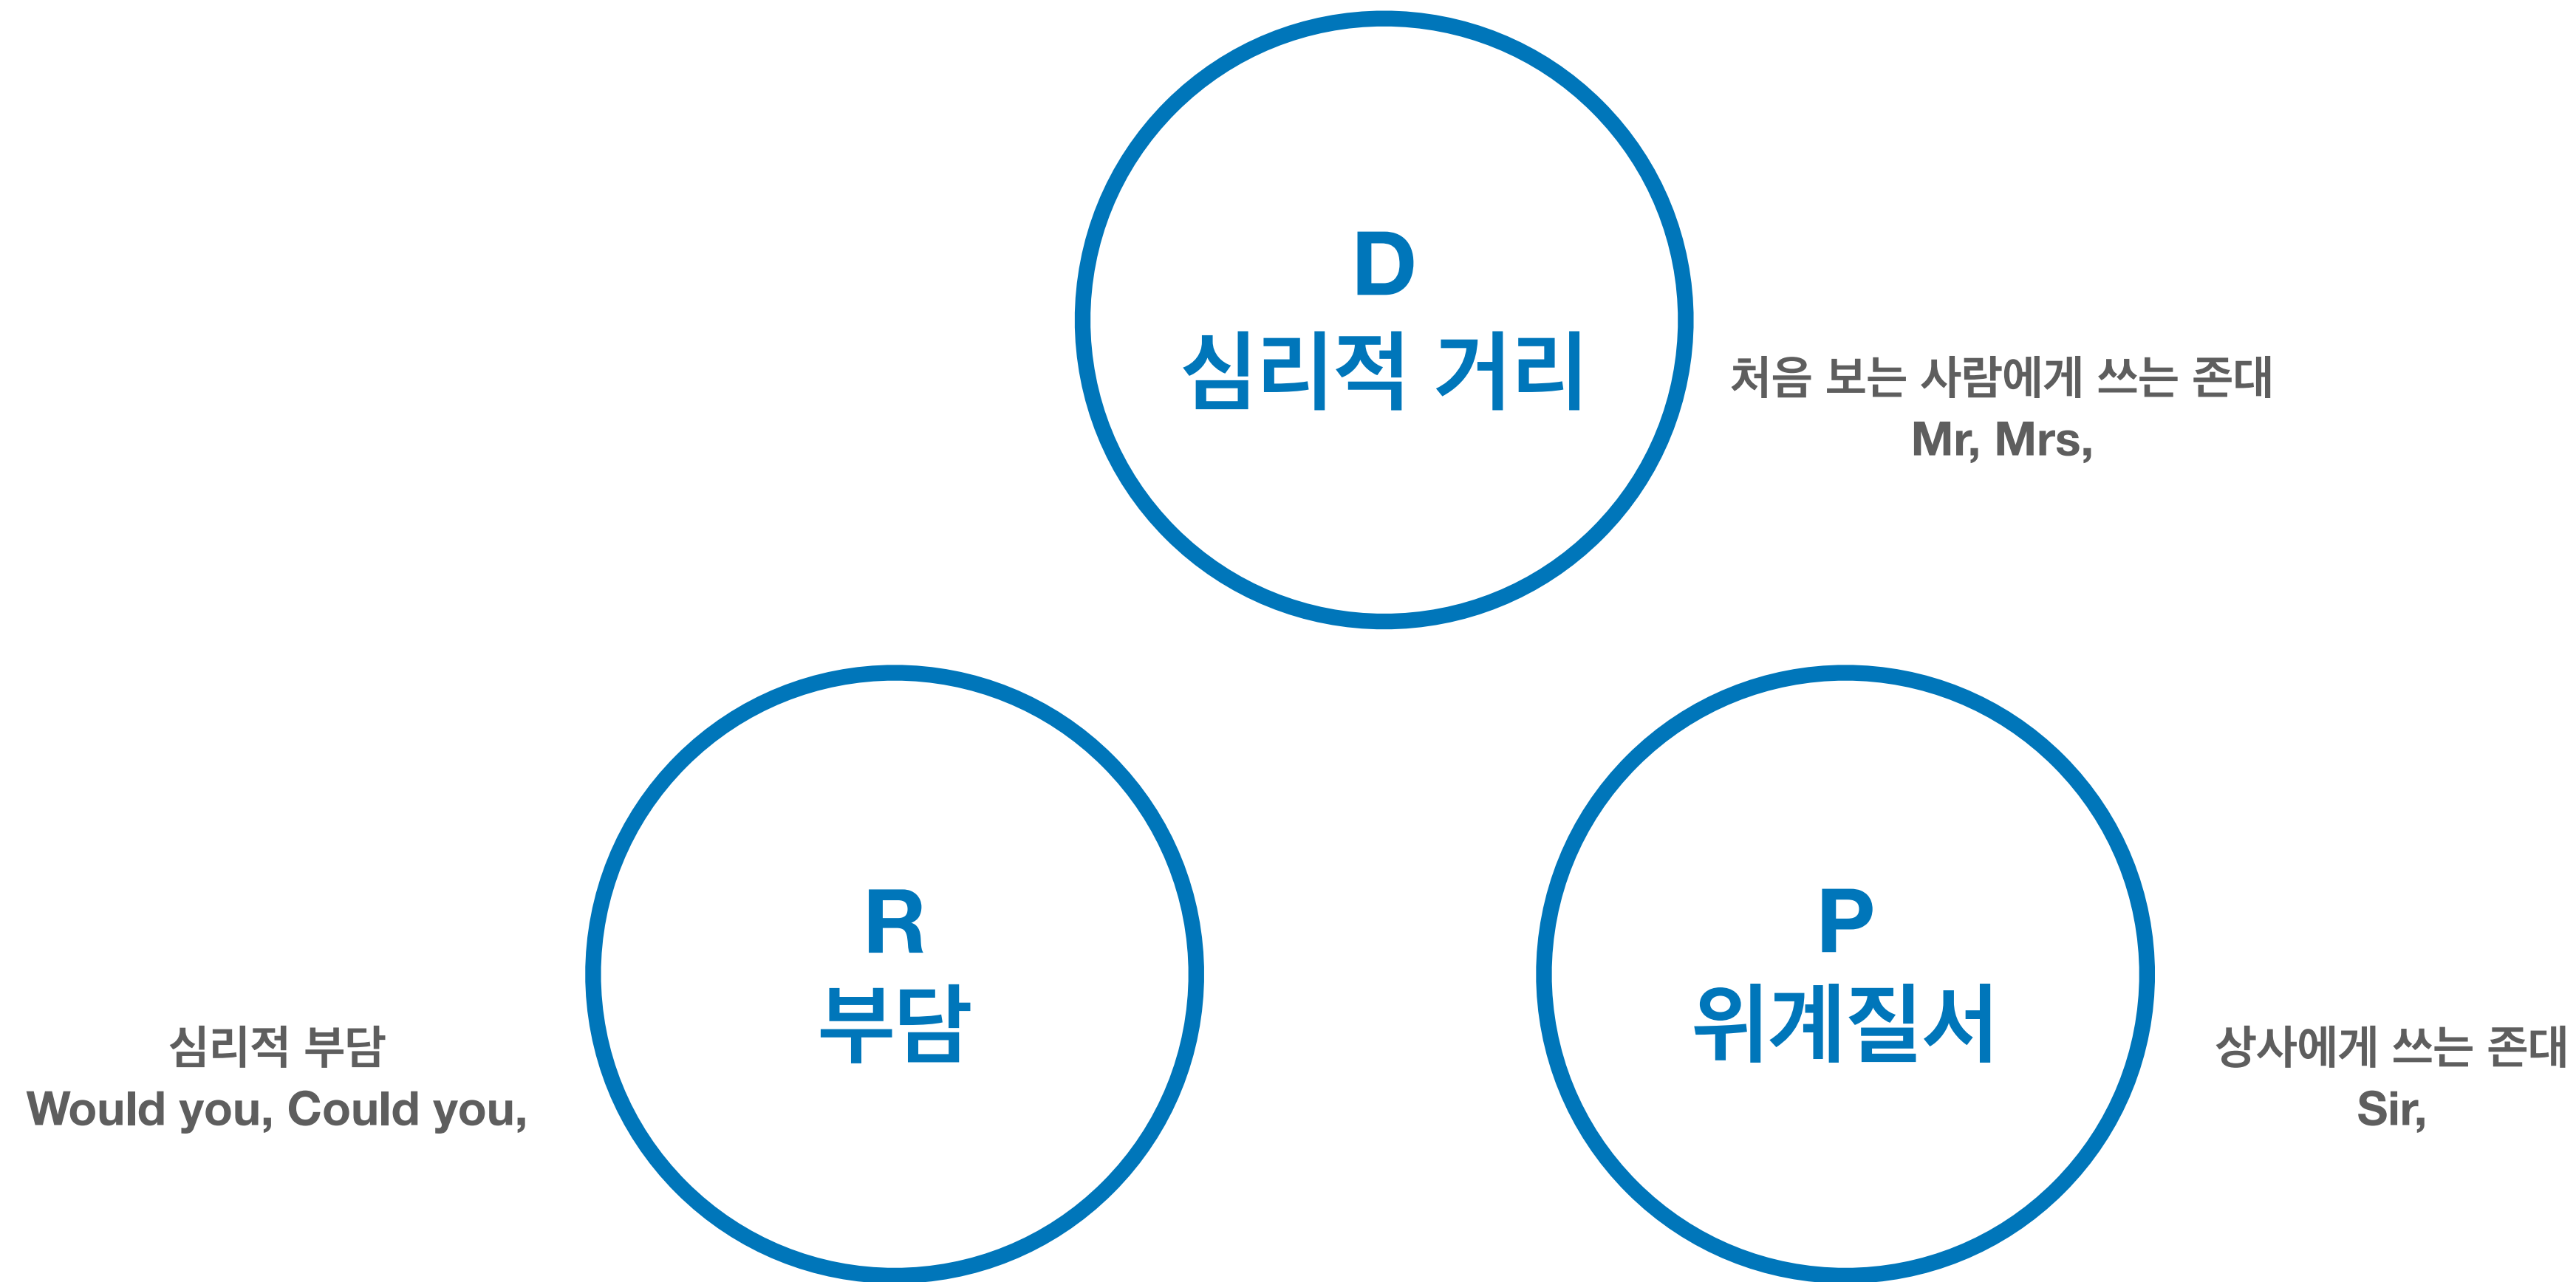 D
심리적 거리
처음 보는 사람에게 쓰는 존대
Mr, Mrs,
R
부담
심리적 부담
Would you, Could you,
P
위계질서
상사에게 쓰는 존대
Sir,